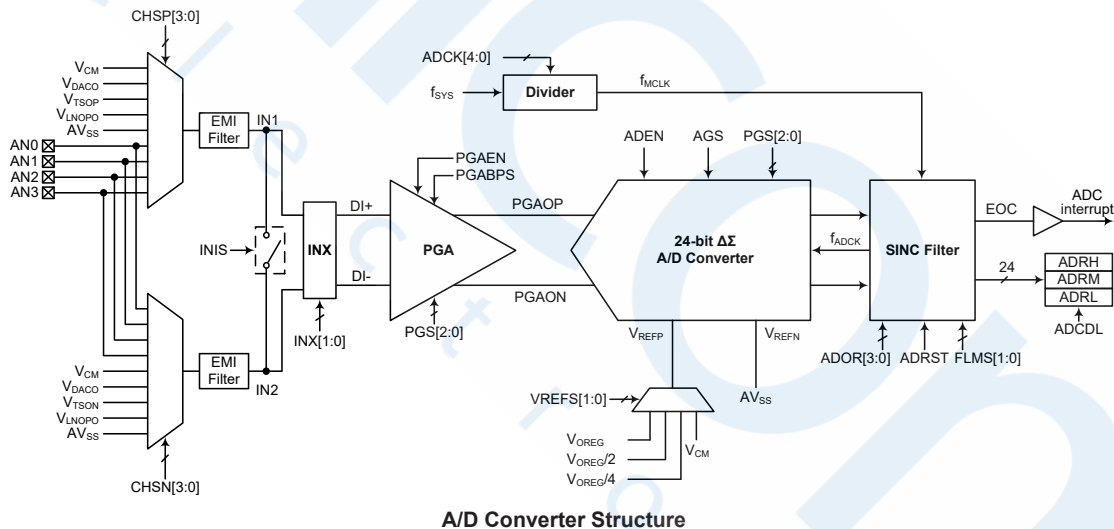 CHSP[3:0]
VCM
VDACO
VTSOP
VLNOPO
AVSS
AN0
AN1
AN2
AN3
EMI
Filter
IN1
INIS
INX
INX[1:0]
DI+
DI-
PGAEN
PGABPS
PGA
PGS[2:0]
PGAOP
PGAON
ADCK[4:0]
fSYS
Divider
fMCLK
ADEN
AGS
PGS[2:0]
24-bit ΔΣ
A/D Converter
fADCK
SINC Filter
EOC
ADC
interrupt
24
ADRH
ADRM
ADRL
ADCDL
ADOR[3:0]
ADRST
FLMS[1:0]
VREFP
VREFN
AVSS
VREFS[1:0]
VOREG
VOREG/2
VOREG/4
VCM
EMI
Filter
IN2
VCM
VDACO
VTSON
VLNOPO
AVSS
CHSN[3:0]
A/D Converter Structure